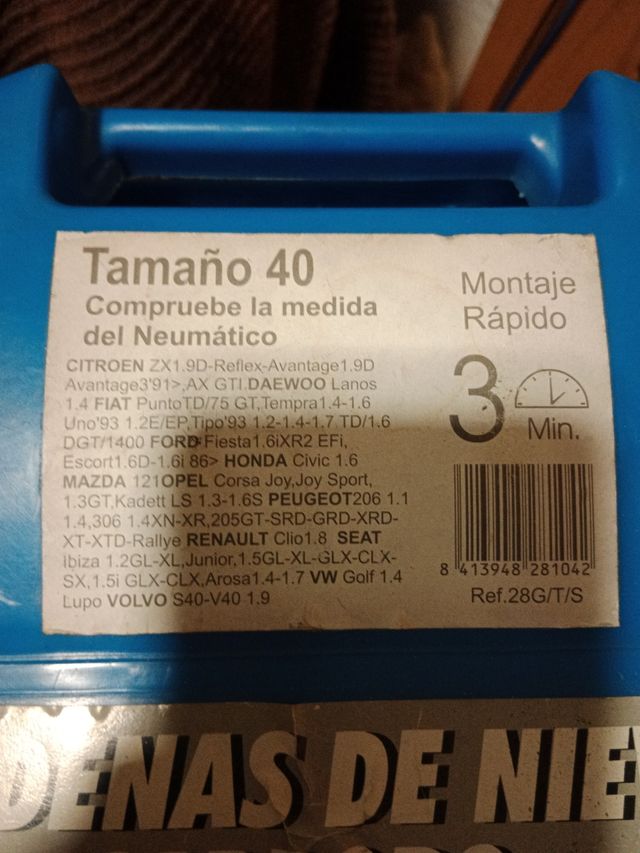 Tamaño 40
Compruebe la medida
del Neumático
CITROEN ZX1.9D-Reflex-Avantage1.9D
Avantage3'91>,AX GTI.DAEWOO Lanos
1.4 FIAT PuntoTD/75 GT,Tempra1.4-1.6
Uno'93 1.2E/EP,Tipo'93 1.2-1.4-1.7 TD/1.6
DGT/1400 FORD Fiesta1.6iXR2 EFi,
Escort1.6D-1.6i 86> HONDA Civic 1.6
MAZDA 121OPEL Corsa Joy,Joy Sport,
1.3GT,Kadett LS 1.3-1.6S PEUGEOT206 1.1
1.4,306 1.4XN-XR,205GT-SRD-GRD-XRD-
XT-XTD-Rallye RENAULT Clio1.8 SEAT
Ibiza 1.2GL-XL,Junior,1.5GL-XL-GLX-CLX-
SX,1.5i GLX-CLX,Arosa1.4-1.7 VW Golf 1.4
Lupo VOLVO S40-V40 1.9
Montaje
Rápido
3
Min.
8 413948 281042
Ref.28G/T/S
DENAS DE NIE